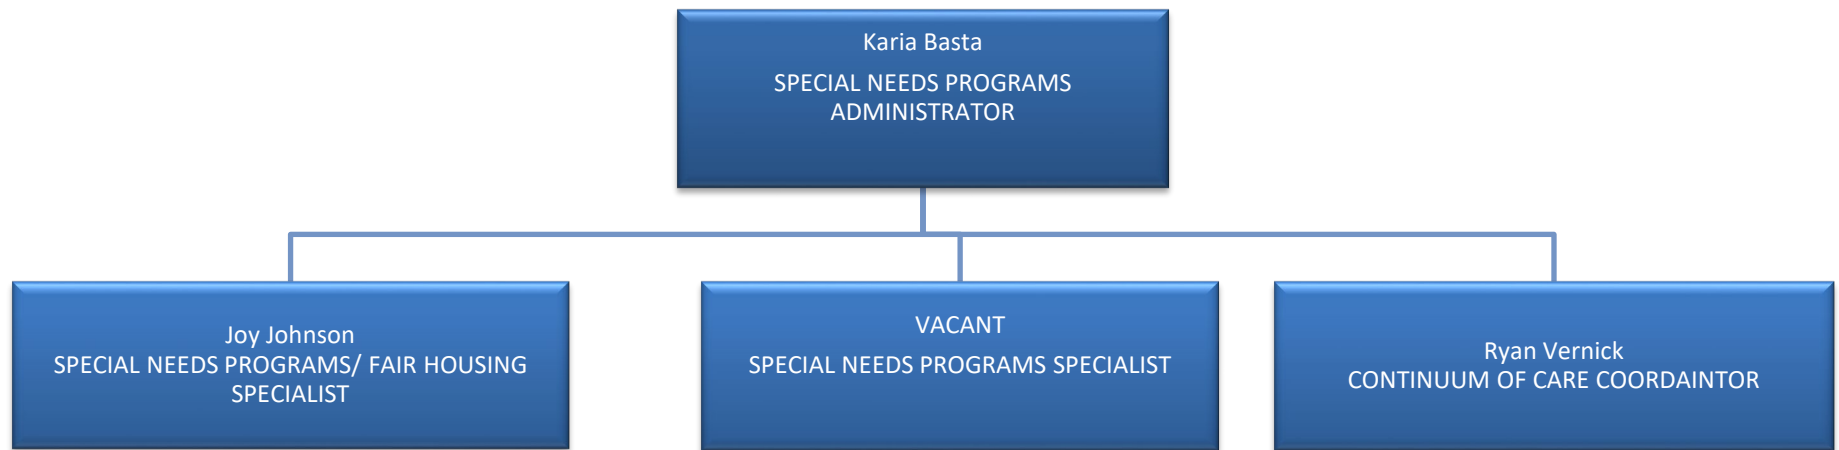 Karia Basta
SPECIAL NEEDS PROGRAMS
ADMINISTRATOR
Joy Johnson
SPECIAL NEEDS PROGRAMS/ FAIR HOUSING
SPECIALIST
VACANT
SPECIAL NEEDS PROGRAMS SPECIALIST
Ryan Vernick
CONTINUUM OF CARE COORDAINTOR